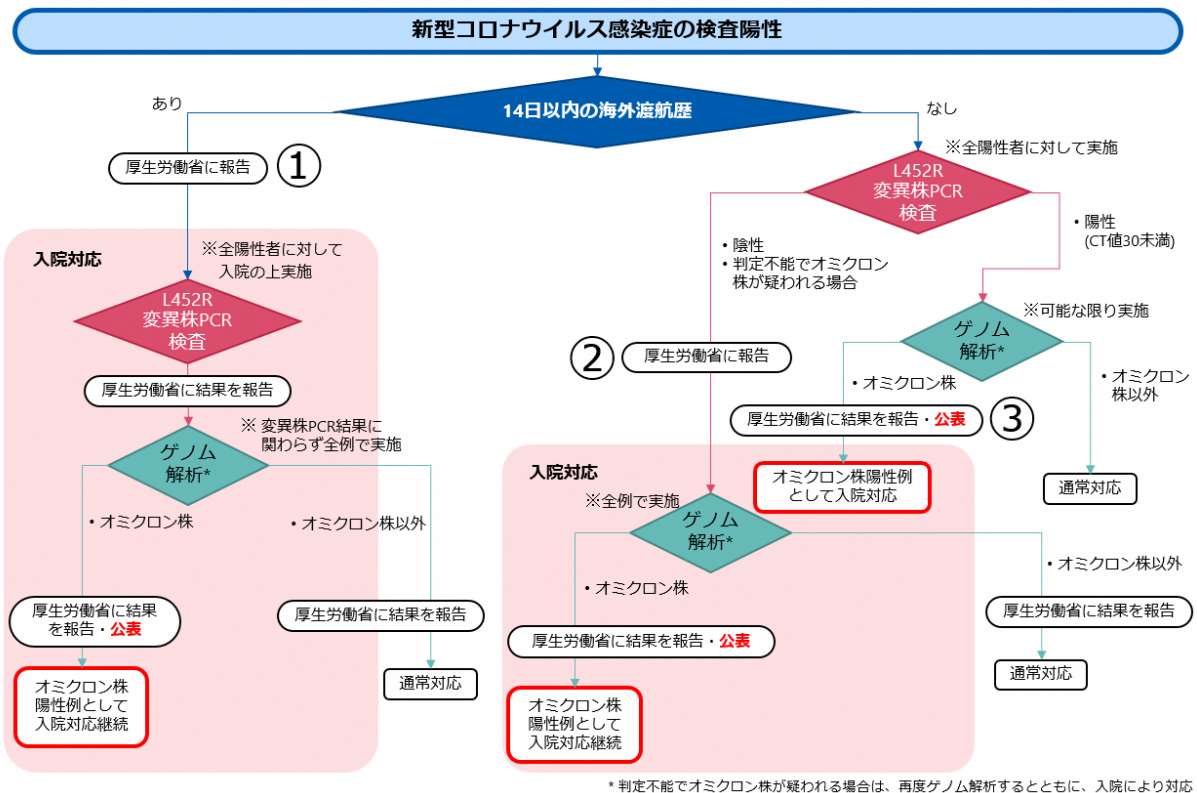 新型コロナウイルス感染症の検査陽性
14日以内の海外渡航歴
あり
なし
厚生労働省に報告
①
※全陽性者に対して実施
L452R
変異株PCR
検査
入院対応
※全陽性者に対して
入院の上実施
L452R
変異株PCR
検査
厚生労働省に結果を報告
※ 変異株PCR結果に
関わらず全例で実施
ゲノム
解析*
・オミクロン株
・オミクロン株以外
厚生労働省に結果
を報告・公表
オミクロン株
陽性例として
入院対応継続
厚生労働省に結果を報告
通常対応
・陰性
・判定不能でオミクロン
株が疑われる場合
・陽性
(CT値30未満)
②
厚生労働省に報告
※可能な限り実施
ゲノム
解析*
・オミクロン株
・オミクロン
株以外
厚生労働省に結果を報告・公表
③
オミクロン株陽性例
として入院対応
通常対応
入院対応
※全例で実施
ゲノム
解析*
・オミクロン株
・オミクロン株以外
厚生労働省に結果を報告・公表
オミクロン株
陽性例として
入院対応継続
厚生労働省に結果を報告
通常対応
* 判定不能でオミクロン株が疑われる場合は、再度ゲノム解析するとともに、入院により対応